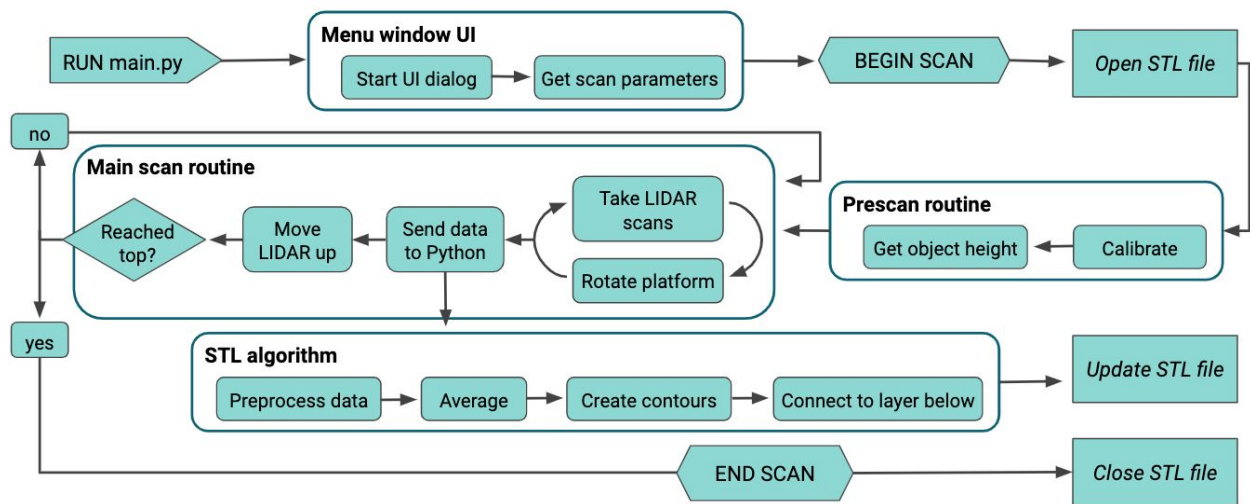 Menu window UI
RUN main.py
Start UI dialog
Get scan parameters
BEGIN SCAN
Open STL file
no
Main scan routine
Reached
top?
Move
LIDAR up
Send data
to Python
Take LIDAR
scans
Rotate platform
Prescan routine
Get object height
Calibrate
yes
STL algorithm
Preprocess data
Average
Create contours
Connect to layer below
Update STL file
END SCAN
Close STL file